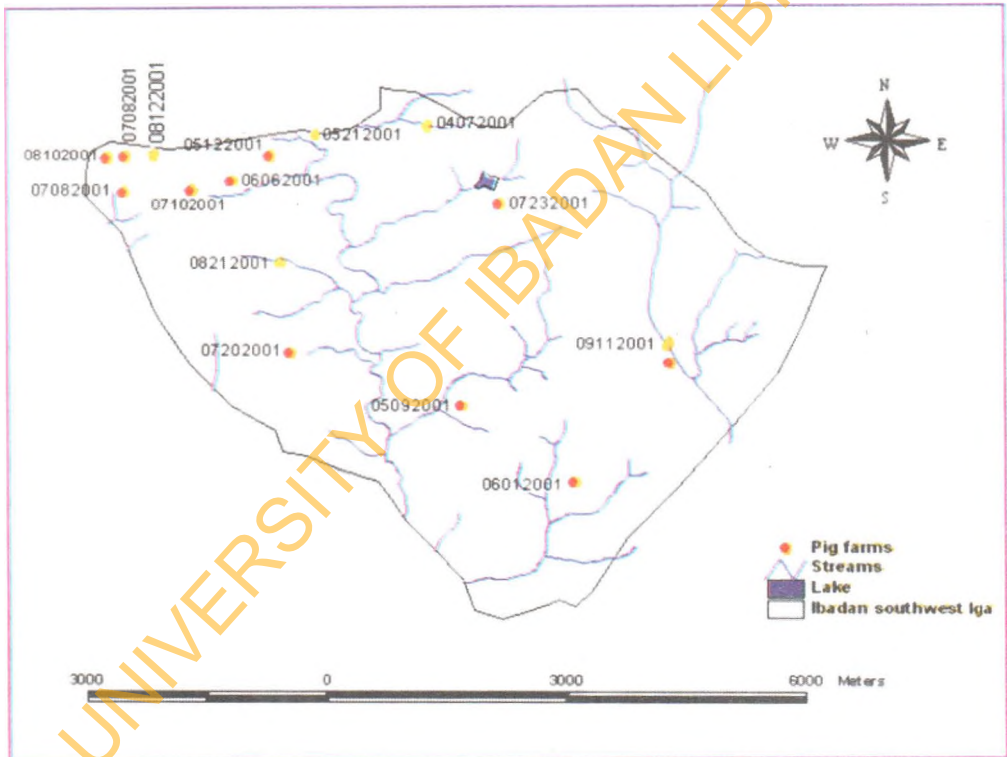 07082001
08122001
N
W E
S
05122001
05212001
04072001
08102001
07082001
07102001
06062001
07232001
08212001
07202001
09112001
05092001
06012001
Pig farms
Streams
Lake
Ibadan southwest lga
3000 0 3000 6000 Meters
UNIVERSITY OF IBADAN LIBR